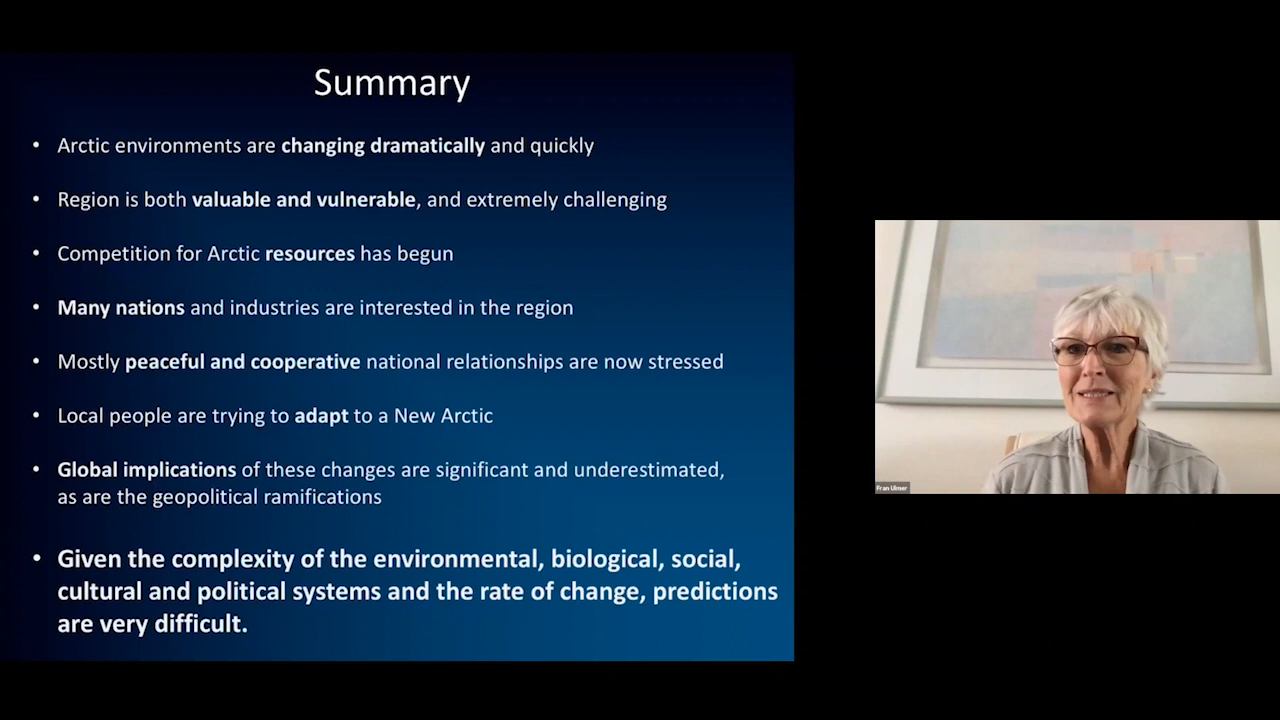 Summary
• Arctic environments are changing dramatically and quickly
• Region is both valuable and vulnerable, and extremely challenging
• Competition for Arctic resources has begun
• Many nations and industries are interested in the region
• Mostly peaceful and cooperative national relationships are now stressed
• Local people are trying to adapt to a New Arctic
• Global implications of these changes are significant and underestimated,
as are the geopolitical ramifications
• Given the complexity of the environmental, biological, social,
cultural and political systems and the rate of change, predictions
are very difficult.
Fran Ulmer